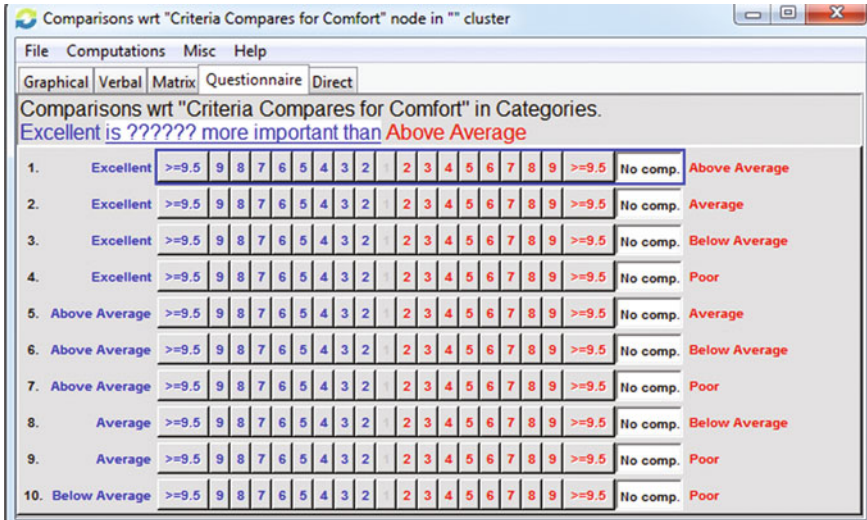 Comparisons wrt "Criteria Compares for Comfort" node in "" cluster
File Computations Misc Help
Graphical Verbal Matrix Questionnaire Direct
Comparisons wrt "Criteria Compares for Comfort" in Categories.
Excellent is ?????? more important than Above Average
1. Excellent >=9.5 9 8 7 6 5 4 3 2 1 2 3 4 5 6 7 8 9 >=9.5 No comp. Above Average
2. Excellent >=9.5 9 8 7 6 5 4 3 2 1 2 3 4 5 6 7 8 9 >=9.5 No comp. Average
3. Excellent >=9.5 9 8 7 6 5 4 3 2 1 2 3 4 5 6 7 8 9 >=9.5 No comp. Below Average
4. Excellent >=9.5 9 8 7 6 5 4 3 2 1 2 3 4 5 6 7 8 9 >=9.5 No comp. Poor
5. Above Average >=9.5 9 8 7 6 5 4 3 2 1 2 3 4 5 6 7 8 9 >=9.5 No comp. Average
6. Above Average >=9.5 9 8 7 6 5 4 3 2 1 2 3 4 5 6 7 8 9 >=9.5 No comp. Below Average
7. Above Average >=9.5 9 8 7 6 5 4 3 2 1 2 3 4 5 6 7 8 9 >=9.5 No comp. Poor
8. Average >=9.5 9 8 7 6 5 4 3 2 1 2 3 4 5 6 7 8 9 >=9.5 No comp. Below Average
9. Average >=9.5 9 8 7 6 5 4 3 2 1 2 3 4 5 6 7 8 9 >=9.5 No comp. Poor
10. Below Average >=9.5 9 8 7 6 5 4 3 2 1 2 3 4 5 6 7 8 9 >=9.5 No comp. Poor